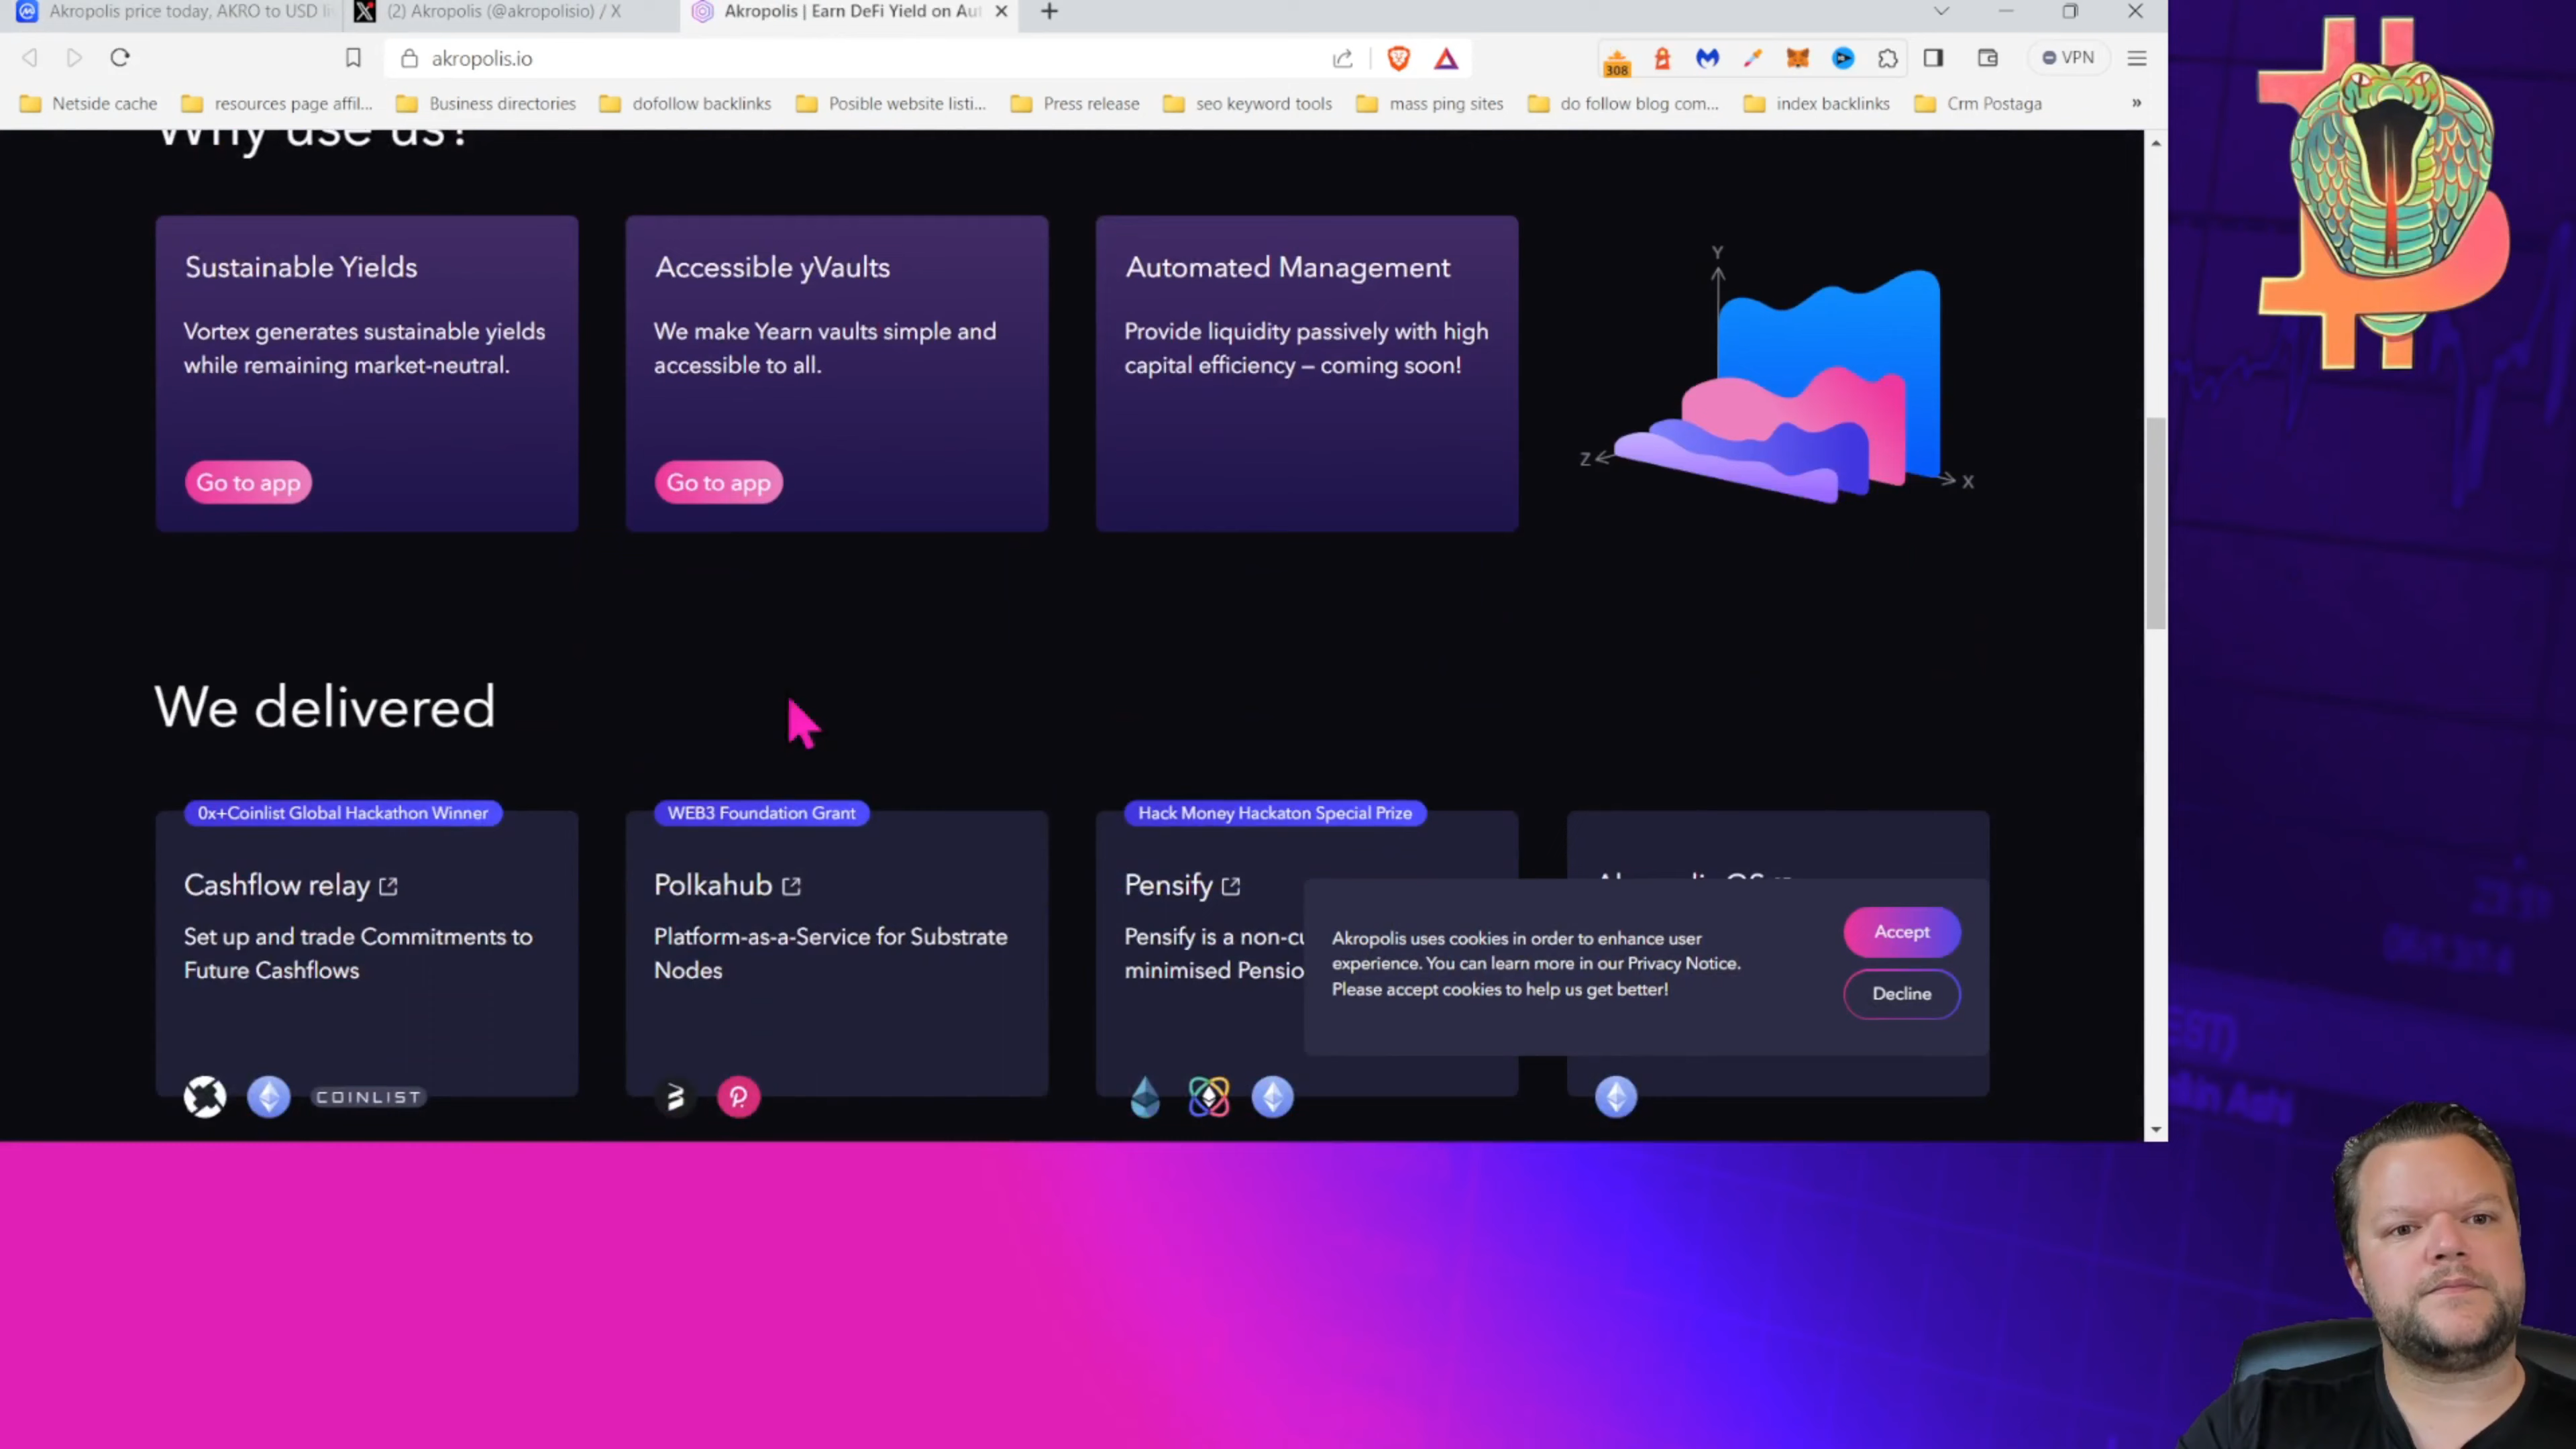 Akropolis price today, AKRO to USD li
(2) Akropolis (@akropolisio) / X
Akropolis | Earn DeFi Yield on Aut
akropolis.io
308
VPN
Netside cache
resources page affil...
Business directories
dofollow backlinks
Posible website listi...
Press release
seo keyword tools
mass ping sites
do follow blog com...
index backlinks
Crm Postaga
»
Why use us?
Sustainable Yields
Vortex generates sustainable yields
while remaining market-neutral.
Go to app
Accessible yVaults
We make Yearn vaults simple and
accessible to all.
Go to app
Automated Management
Provide liquidity passively with high
capital efficiency – coming soon!
Y
Z
X
We delivered
0x+Coinlist Global Hackathon Winner
Cashflow relay
Set up and trade Commitments to
Future Cashflows
COINLIST
WEB3 Foundation Grant
Polkahub
Platform-as-a-Service for Substrate
Nodes
Hack Money Hackaton Special Prize
Pensify
Pensify is a non-cu
minimised Pensio
Akropolis uses cookies in order to enhance user
experience. You can learn more in our Privacy Notice.
Please accept cookies to help us get better!
Accept
Decline